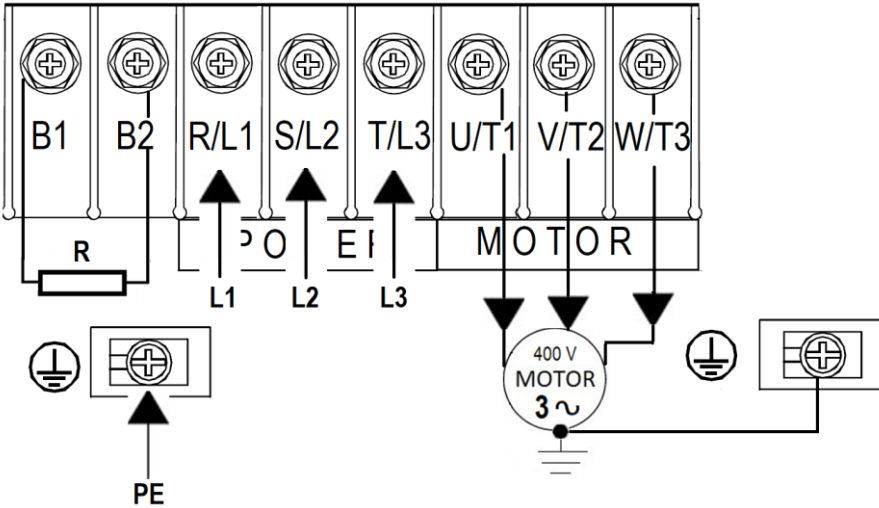 B1 B2 R/L1 S/L2 T/L3 U/T1 V/T2 W/T3
MOTOR
R
L1 L2 L3
400 V
MOTOR
3 ∿
PE